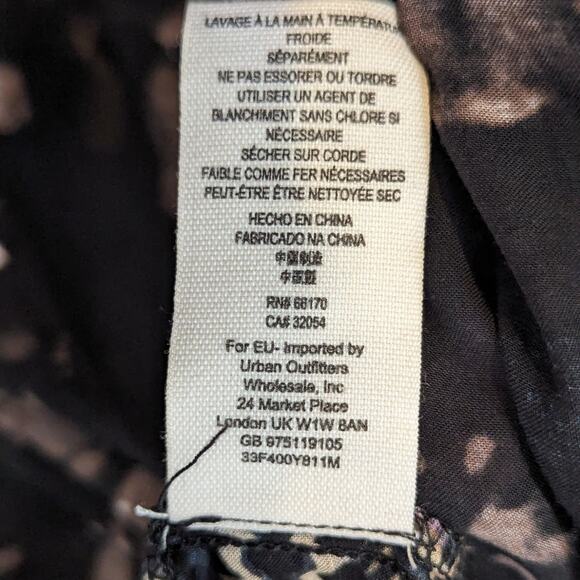 LAVAGE À LA MAIN À TEMPÉRATU
FROIDE
SÉPARÉMENT
NE PAS ESSORER OU TORDRE
UTILISER UN AGENT DE
BLANCHIMENT SANS CHLORE SI
NÉCESSAIRE
SÉCHER SUR CORDE
FAIBLE COMME FER NÉCESSAIRES
PEUT-ÊTRE ÊTRE NETTOYÉE SEC
HECHO EN CHINA
FABRICADO NA CHINA
中國制造
中国製
RN# 66170
CA# 32054
For EU- Imported by
Urban Outfitters
Wholesale, Inc
24 Market Place
London UK W1W 8AN
GB 975119105
33F400Y811M